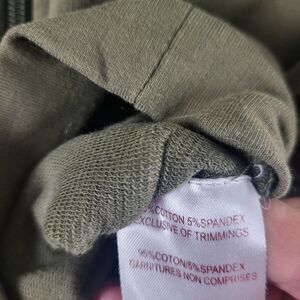 %COTTON 5%SPANDEX
EXCLUSIVE OF TRIMMINGS
95%COTON/5%SPANDEX
GARNITURES NON COMPRISES